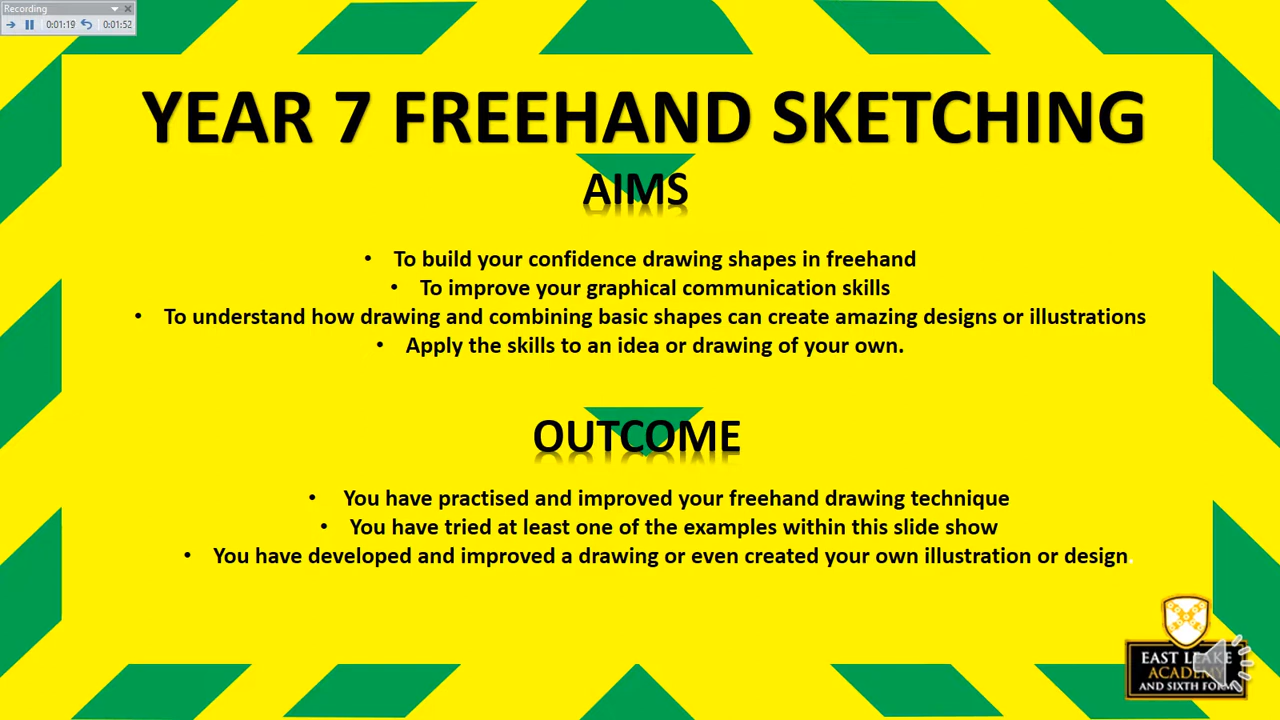 Recording
0:01:19 0:01:52
YEAR 7 FREEHAND SKETCHING
AIMS
• To build your confidence drawing shapes in freehand
• To improve your graphical communication skills
• To understand how drawing and combining basic shapes can create amazing designs or illustrations
• Apply the skills to an idea or drawing of your own.
OUTCOME
• You have practised and improved your freehand drawing technique
• You have tried at least one of the examples within this slide show
• You have developed and improved a drawing or even created your own illustration or design.
EAST LEAKE
ACADEMY
AND SIXTH FORM